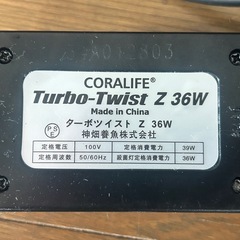 A012803
CORALIFE®
Turbo-Twist Z 36W
Made in China
PSE
ターボツイスト Z 36W
神畑養魚株式会社
定格電圧 100V 定格消費電力 39W
定格周波数 50/60Hz 殺菌灯定格消費電力 36W